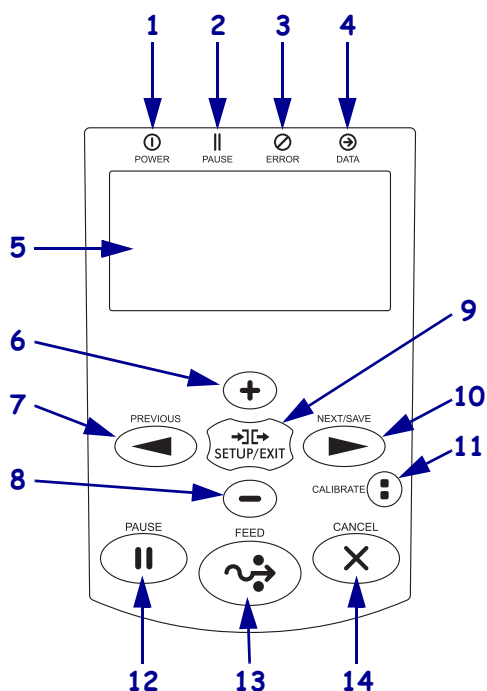 1 2 3 4
POWER PAUSE ERROR DATA
5
9
6
7 PREVIOUS NEXT/SAVE 10
SETUP/EXIT
11
8
CALIBRATE
PAUSE FEED CANCEL
12 13 14